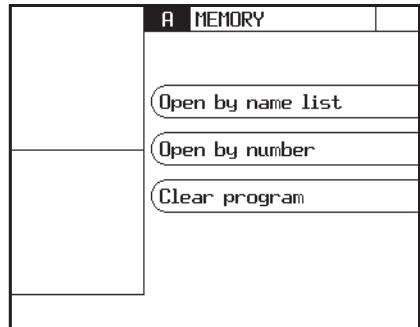 A MEMORY
Open by name list
Open by number
Clear program